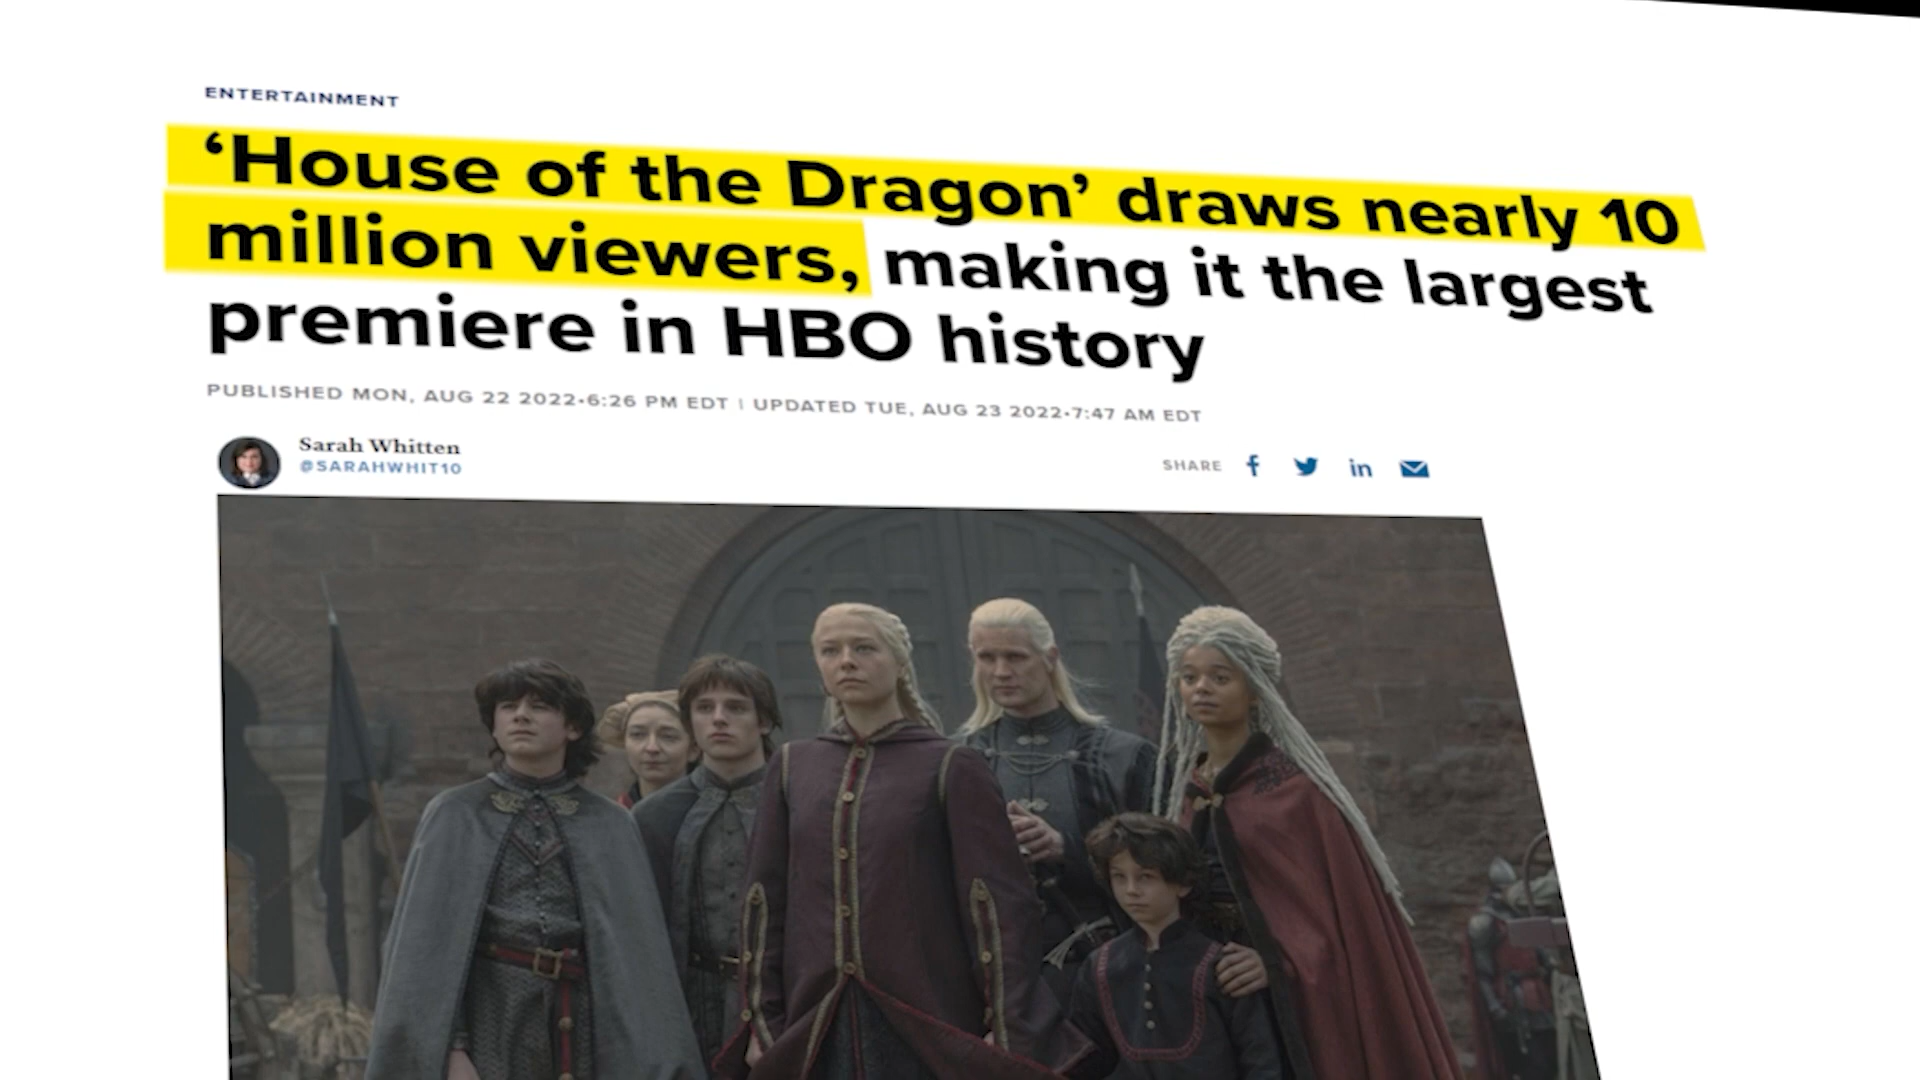 ENTERTAINMENT
‘House of the Dragon’ draws nearly 10
million viewers, making it the largest
premiere in HBO history
PUBLISHED MON, AUG 22 2022•6:26 PM EDT | UPDATED TUE, AUG 23 2022•7:47 AM EDT
Sarah Whitten
@SARAHWHIT10
SHARE